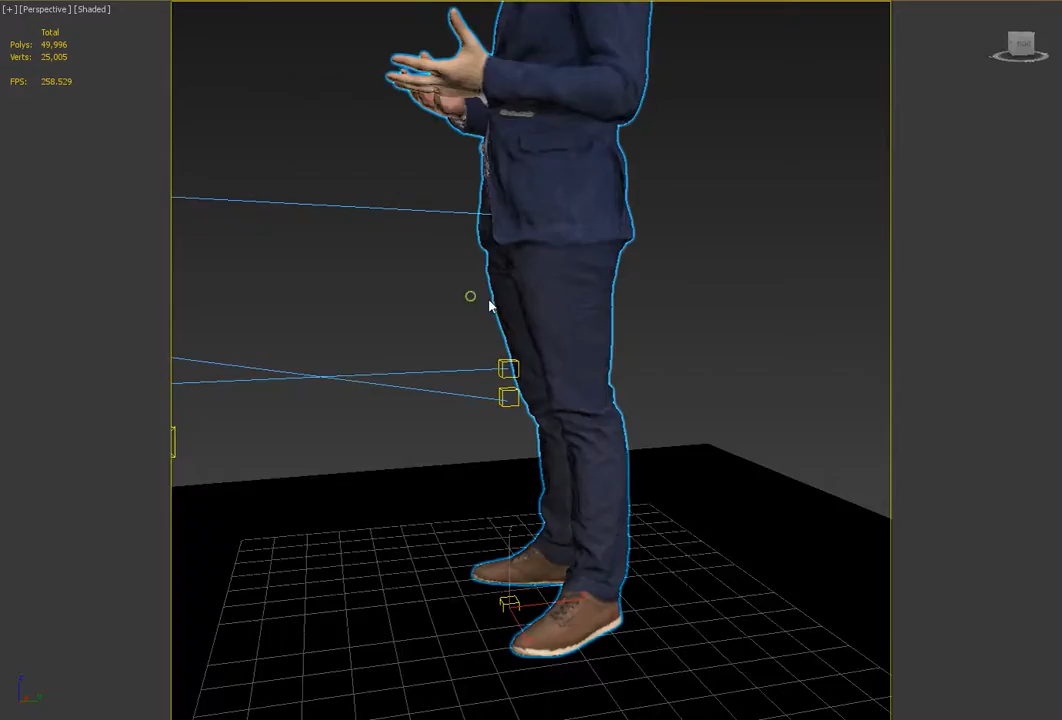 [+] [Perspective] [Shaded]
Total
Polys: 49,996
Verts: 25,005
FPS: 258.529